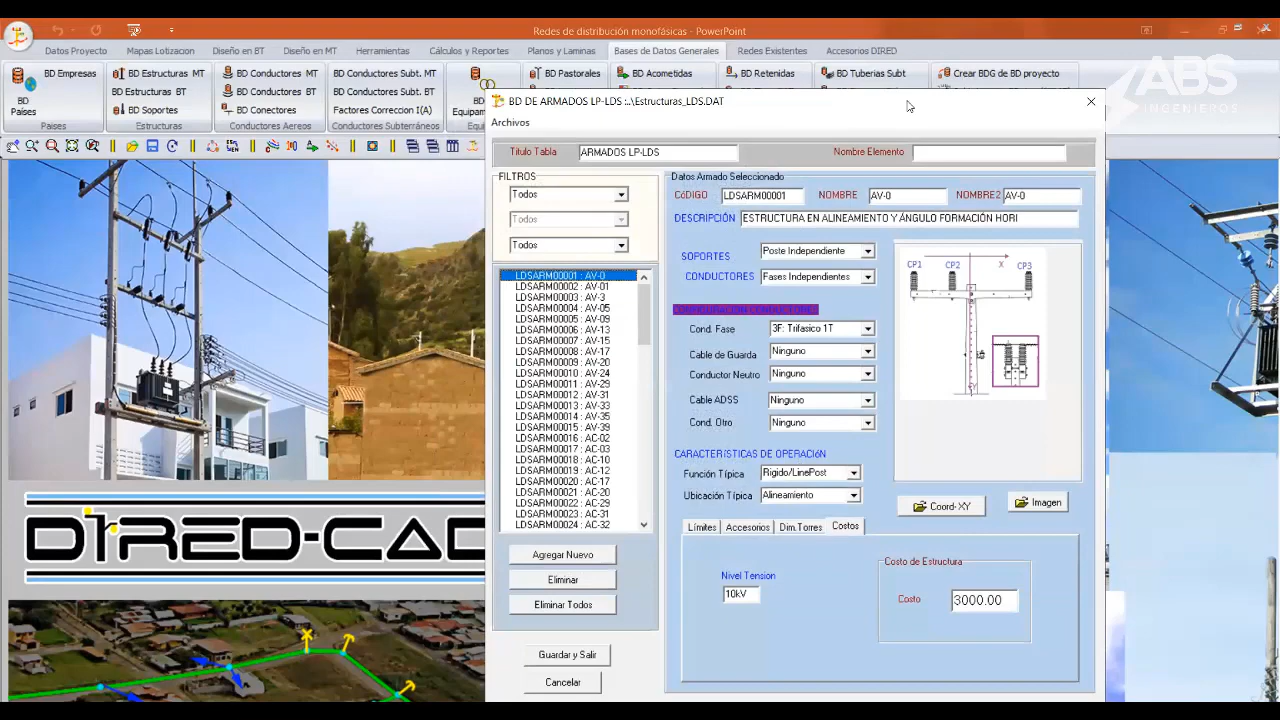 Redes de distribución monofásicas - PowerPoint
Datos Proyecto Mapas Lotizacion Diseño en BT Diseño en MT Herramientas Cálculos y Reportes Planos y Laminas Bases de Datos Generales Redes Existentes Accesorios DIRED
BD Empresas BD Estructuras MT BD Conductores MT BD Conductores Subt. MT BD Pastorales BD Acometidas BD Retenidas BD Tuberias Subt Crear BDG de BD proyecto
BD Paises BD Estructuras BT BD Conductores BT BD Conductores Subt. BT
BD Soportes BD Conectores Factores Correccion I(A)
Paises Estructuras Conductores Aereos Conductores Subterráneos
ABS
INGENIEROS
BD DE ARMADOS LP-LDS :..\Estructuras_LDS.DAT
Archivos
Titulo Tabla ARMADOS LP-LDS Nombre Elemento
FILTROS
Todos
Todos
Todos
LDSARM00001 : AV-0
LDSARM00002 : AV-01
LDSARM00003 : AV-3
LDSARM00004 : AV-05
LDSARM00005 : AV-09
LDSARM00006 : AV-13
LDSARM00007 : AV-15
LDSARM00008 : AV-17
LDSARM00009 : AV-20
LDSARM00010 : AV-24
LDSARM00011 : AV-29
LDSARM00012 : AV-31
LDSARM00013 : AV-33
LDSARM00014 : AV-35
LDSARM00015 : AV-39
LDSARM00016 : AC-02
LDSARM00017 : AC-03
LDSARM00018 : AC-10
LDSARM00019 : AC-12
LDSARM00020 : AC-17
LDSARM00021 : AC-20
LDSARM00022 : AC-29
LDSARM00023 : AC-31
LDSARM00024 : AC-32
Agregar Nuevo
Eliminar
Eliminar Todos
Guardar y Salir
Cancelar
Datos Armado Seleccionado
CóDIGO LDSARM00001 NOMBRE AV-0 NOMBRE2 AV-0
DESCRIPCIÓN ESTRUCTURA EN ALINEAMIENTO Y ÁNGULO FORMACIÓN HORI
SOPORTES Poste Independiente
CONDUCTORES Fases Independientes
CONFIGURACION CONDUCTORES
Cond. Fase 3F: Trifasico 1T
Cable de Guarda Ninguno
Conductor Neutro Ninguno
Cable ADSS Ninguno
Cond. Otro Ninguno
CARACTERíSTICAS DE OPERACIóN
Función Típica Rigido/LinePost
Ubicación Típica Alineamiento
CP1 CP2 X CP3
Coord- XY Imagen
Límites Accesorios Dim.Torres Costos
Nivel Tension
10kV
Costo de Estructura
Costo 3000.00
DIRED-CAD